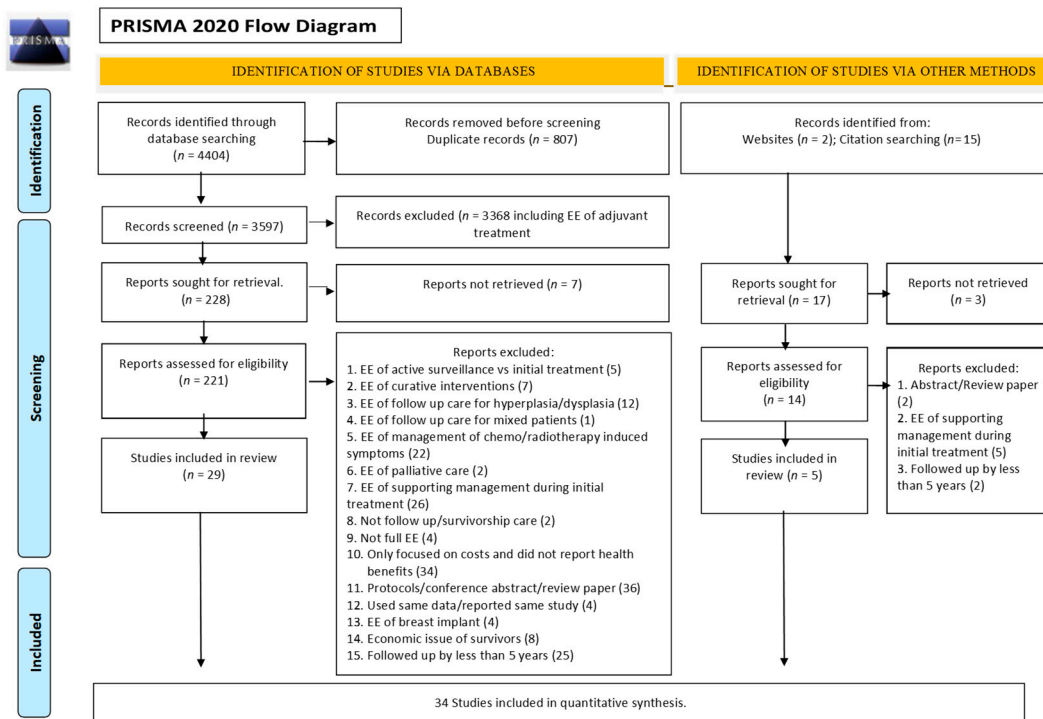 PRISMA 2020 Flow Diagram
PRISMA
IDENTIFICATION OF STUDIES VIA DATABASES
IDENTIFICATION OF STUDIES VIA OTHER METHODS
Identification
Records identified through
database searching
(n = 4404)
Records removed before screening
Duplicate records (n = 807)
Records identified from:
Websites (n = 2); Citation searching (n=15)
Screening
Records screened (n = 3597)
Records excluded (n = 3368 including EE of adjuvant
treatment
Reports sought for retrieval.
(n = 228)
Reports not retrieved (n = 7)
Reports sought for
retrieval (n = 17)
Reports not retrieved
(n = 3)
Reports assessed for eligibility
(n = 221)
Reports excluded:
1. EE of active surveillance vs initial treatment (5)
2. EE of curative interventions (7)
3. EE of follow up care for hyperplasia/dysplasia (12)
4. EE of follow up care for mixed patients (1)
5. EE of management of chemo/radiotherapy induced
symptoms (22)
6. EE of palliative care (2)
7. EE of supporting management during initial
treatment (26)
8. Not follow up/survivorship care (2)
9. Not full EE (4)
10. Only focused on costs and did not report health
benefits (34)
11. Protocols/conference abstract/review paper (36)
12. Used same data/reported same study (4)
13. EE of breast implant (4)
14. Economic issue of survivors (8)
15. Followed up by less than 5 years (25)
Reports assessed for
eligibility
(n = 14)
Reports excluded:
1. Abstract/Review paper
(2)
2. EE of supporting
management during
initial treatment (5)
3. Followed up by less
than 5 years (2)
Studies included in review
(n = 29)
Studies included in
review (n = 5)
Included
34 Studies included in quantitative synthesis.